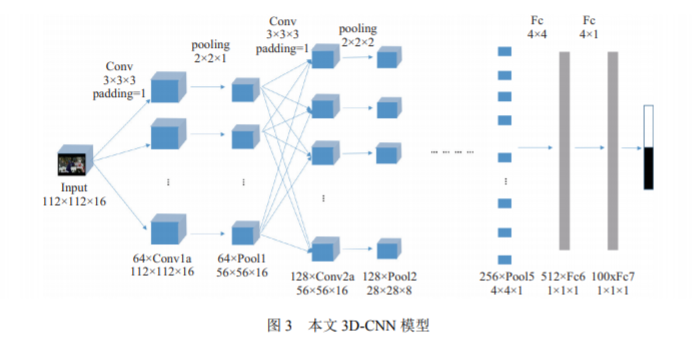 Conv
3×3×3
padding=1
pooling
2×2×1
Conv
3×3×3
padding=1
pooling
2×2×2
Fc
4×4
Fc
4×1
Input
112×112×16
⋮
⋮
⋮
… … … …
⋮
64×Conv1a
112×112×16
64×Pool1
56×56×16
128×Conv2a
56×56×16
128×Pool2
28×28×8
256×Pool5
4×4×1
512×Fc6
1×1×1
100xFc7
1×1×1
图 3 本文 3D-CNN 模型